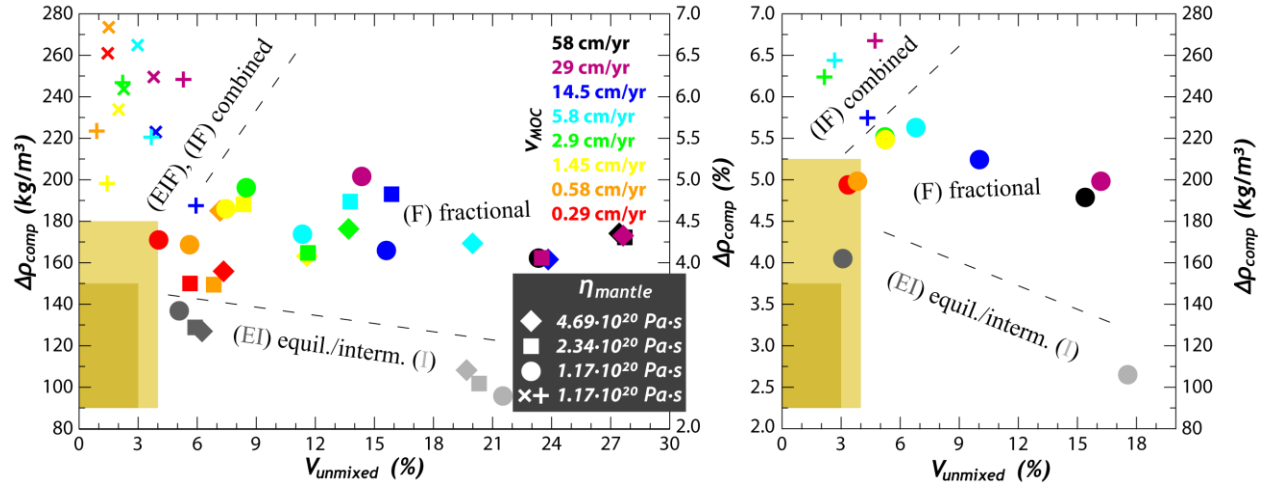 280
260
240
220
200
180
160
140
120
100
80
Δρcomp (kg/m³)
0
3
6
9
12
15
18
21
24
27
30
Vunmixed (%)
7.0
6.5
6.0
5.5
5.0
4.5
4.0
2.0
Δρcomp (%)
(EIF), (IF) combined
(F) fractional
(EI) equil./interm. (I)
νMOC
58 cm/yr
29 cm/yr
14.5 cm/yr
5.8 cm/yr
2.9 cm/yr
1.45 cm/yr
0.58 cm/yr
0.29 cm/yr
ηmantle
4.69·10²⁰ Pa·s
2.34·10²⁰ Pa·s
1.17·10²⁰ Pa·s
1.17·10²⁰ Pa·s
7.0
6.5
6.0
5.5
5.0
4.5
4.0
3.5
3.0
2.5
2.0
0
3
6
9
12
15
18
Vunmixed (%)
280
260
240
220
200
180
160
140
120
100
80
Δρcomp (kg/m³)
(IF) combined
(F) fractional
(EI) equil./interm. (I)